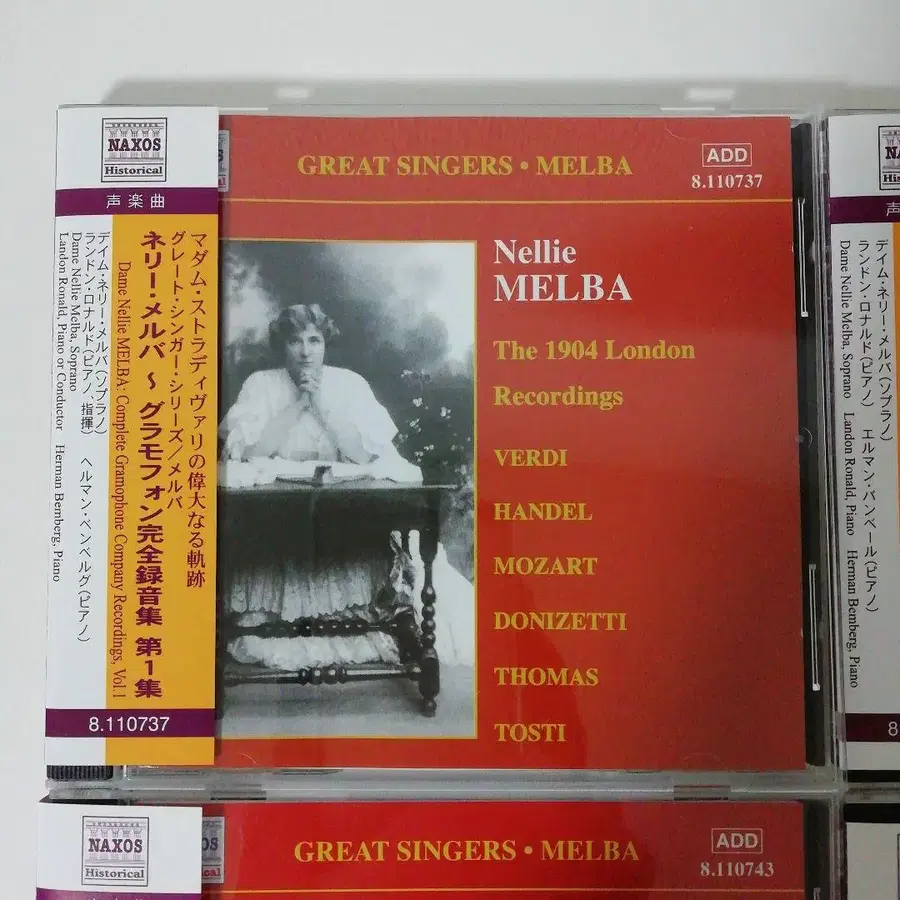 NAXOS
Historical
声楽曲
マダム・ストラディヴァリの偉大なる軌跡
グレート・シンガー・シリーズ/メルバ
ネリー・メルバ 〜 グラモフォン完全録音集 第1集
Dame Nellie MELBA: Complete Gramophone Company Recordings, Vol.1
デイム・ネリー・メルバ(ソプラノ)
ランドン・ロナルド(ピアノ、指揮) ヘルマン・ベンベルグ(ピアノ)
Dame Nellie Melba, Soprano
Landon Ronald, Piano or Conductor Herman Bemberg, Piano
8.110737
GREAT SINGERS • MELBA
ADD
8.110737
Nellie
MELBA
The 1904 London
Recordings
VERDI
HANDEL
MOZART
DONIZETTI
THOMAS
TOSTI
デイム・ネリー・メルバ(ソプラノ)
ランドン・ロナルド(ピアノ) エルマン・バンベール(ピアノ)
Dame Nellie Melba, Soprano Landon Ronald, Piano Herman Bemberg, Piano
NAXOS
Historical
GREAT SINGERS • MELBA
ADD
8.110743